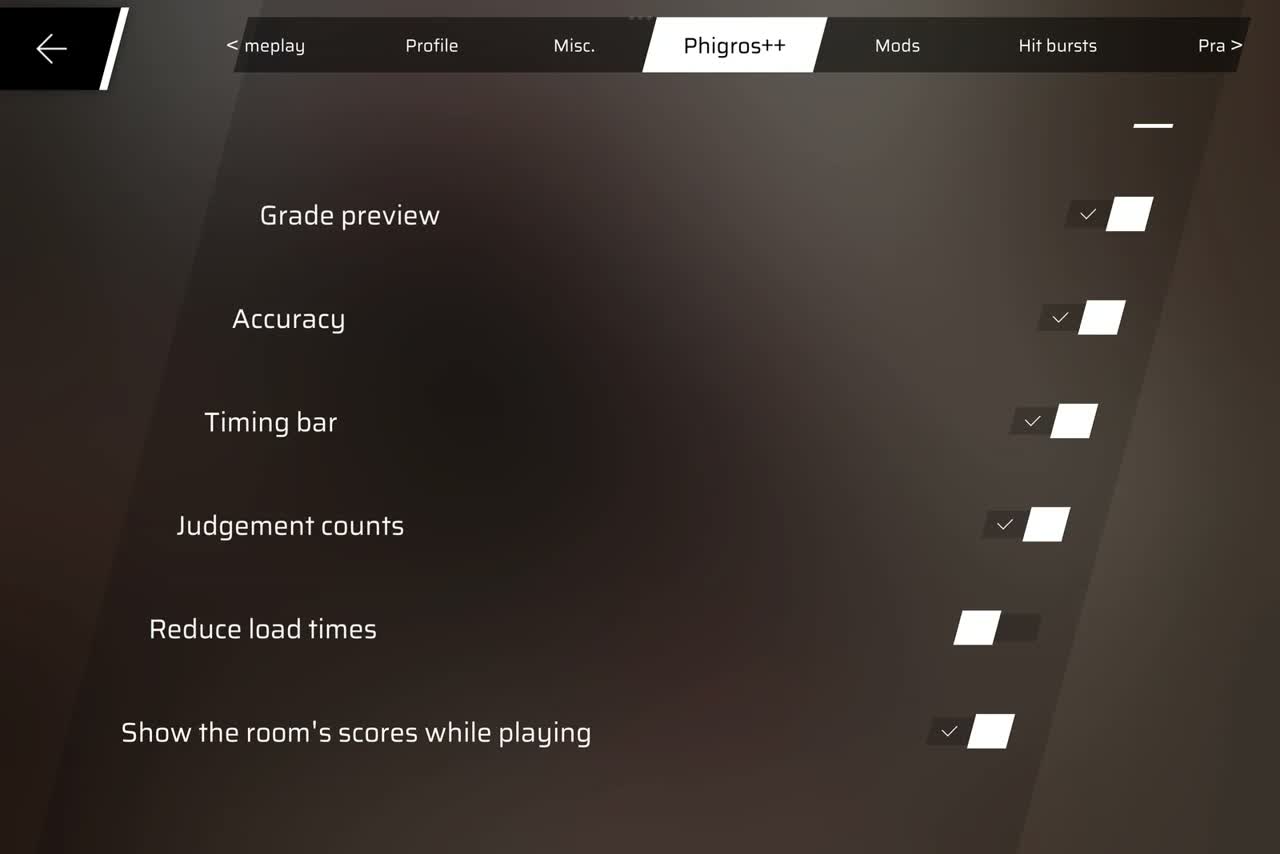 < meplay Profile Misc. Phigros++ Mods Hit bursts Pra >
Grade preview
Accuracy
Timing bar
Judgement counts
Reduce load times
Show the room's scores while playing